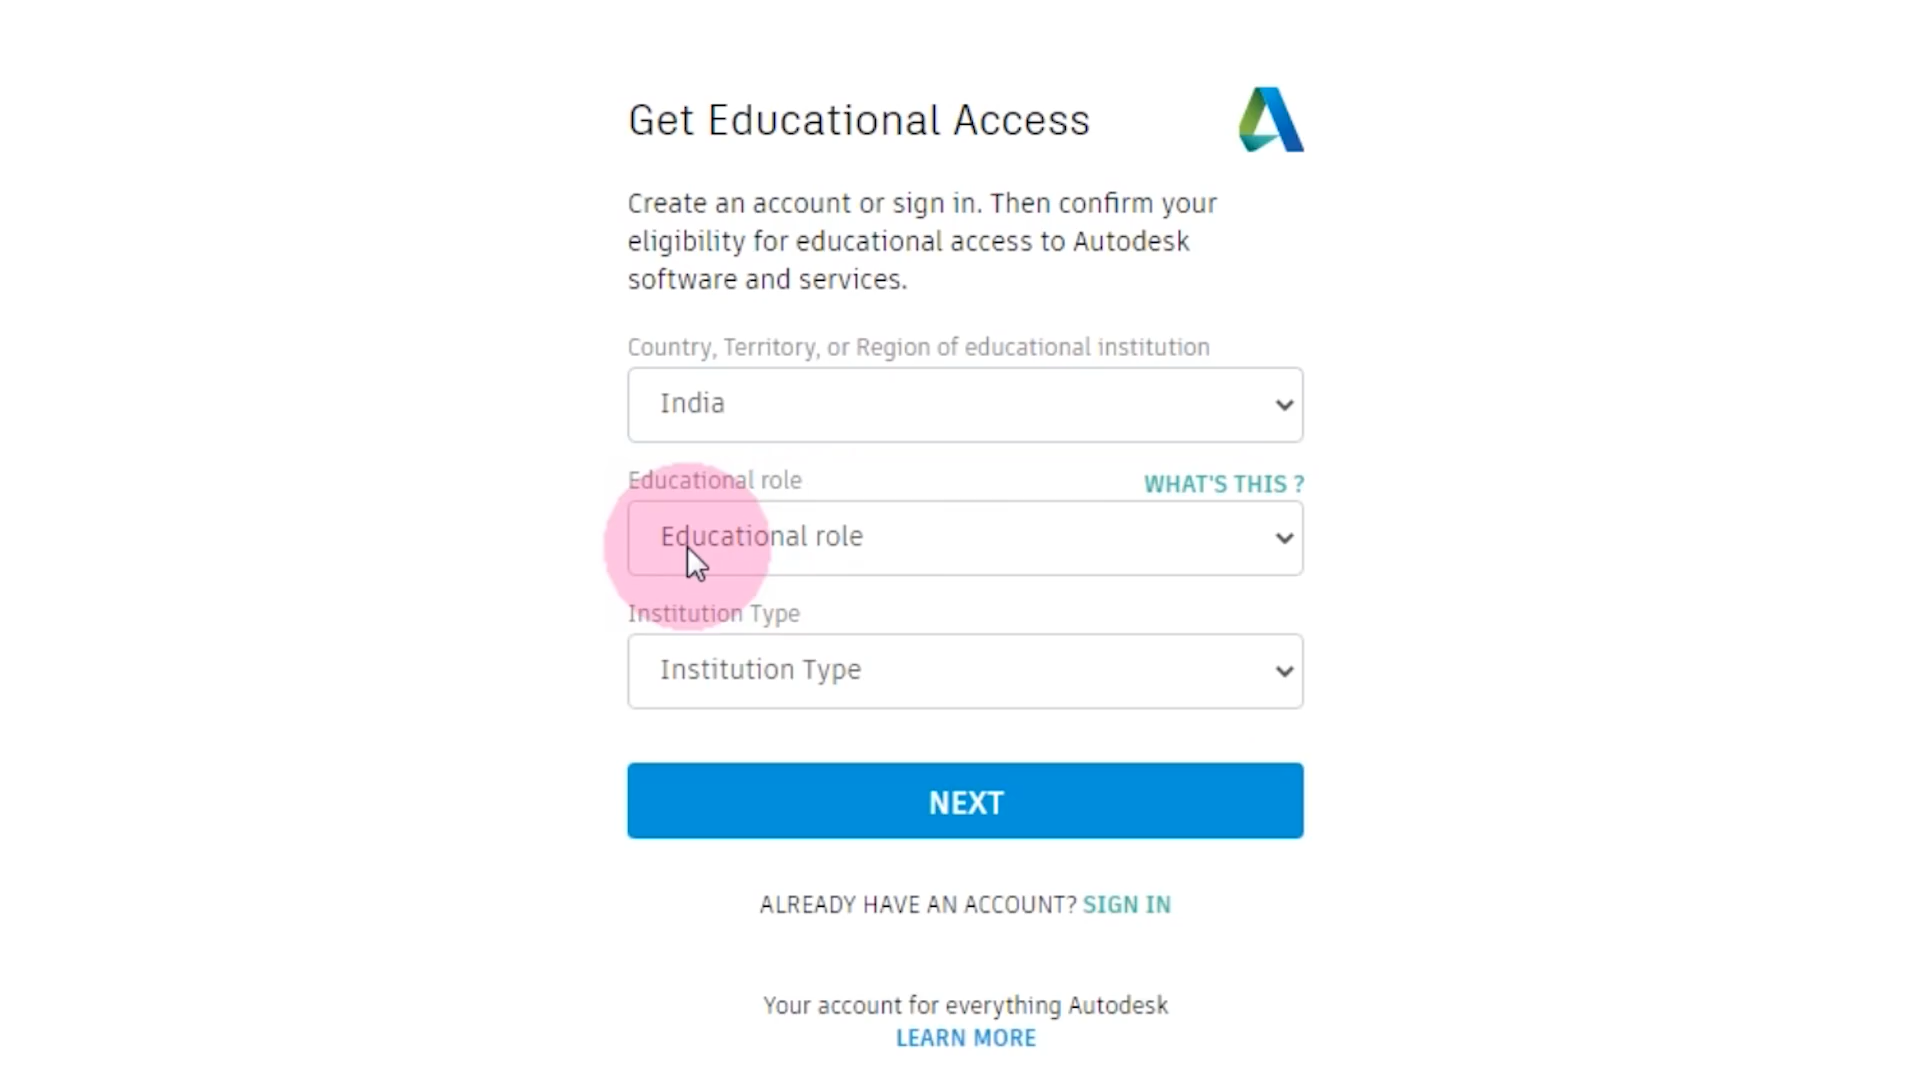 Get Educational Access
Create an account or sign in. Then confirm your
eligibility for educational access to Autodesk
software and services.
Country, Territory, or Region of educational institution
India
Educational role
WHAT'S THIS ?
Educational role
Institution Type
Institution Type
NEXT
ALREADY HAVE AN ACCOUNT? SIGN IN
Your account for everything Autodesk
LEARN MORE